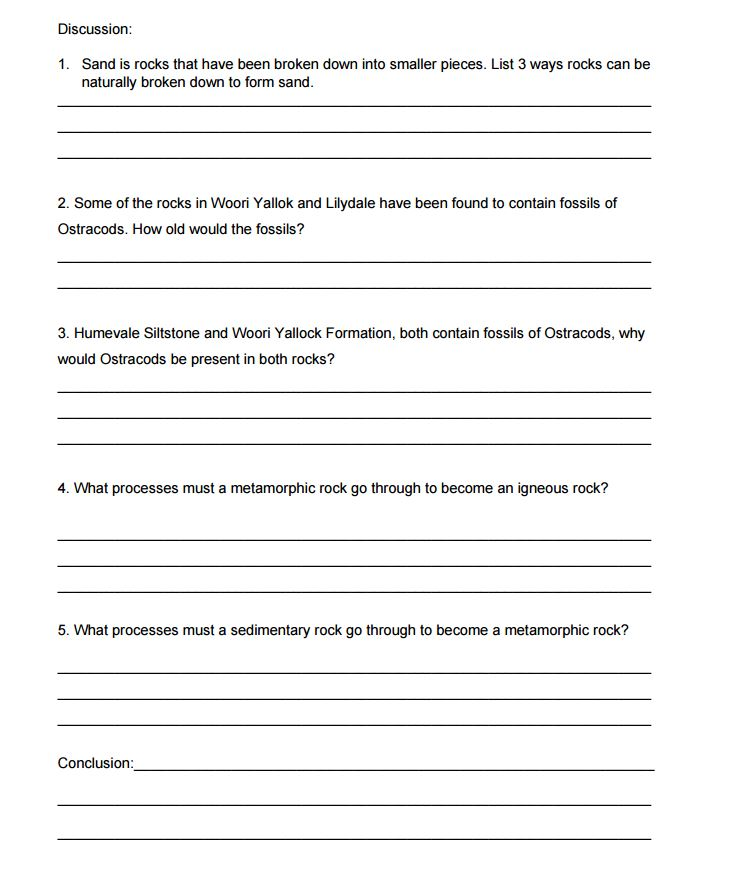 Discussion:
1. Sand is rocks that have been broken down into smaller pieces. List 3 ways rocks can be
naturally broken down to form sand.
2. Some of the rocks in Woori Yallok and Lilydale have been found to contain fossils of
Ostracods. How old would the fossils?
3. Humevale Siltstone and Woori Yallock Formation, both contain fossils of Ostracods, why
would Ostracods be present in both rocks?
4. What processes must a metamorphic rock go through to become an igneous rock?
5. What processes must a sedimentary rock go through to become a metamorphic rock?
Conclusion: